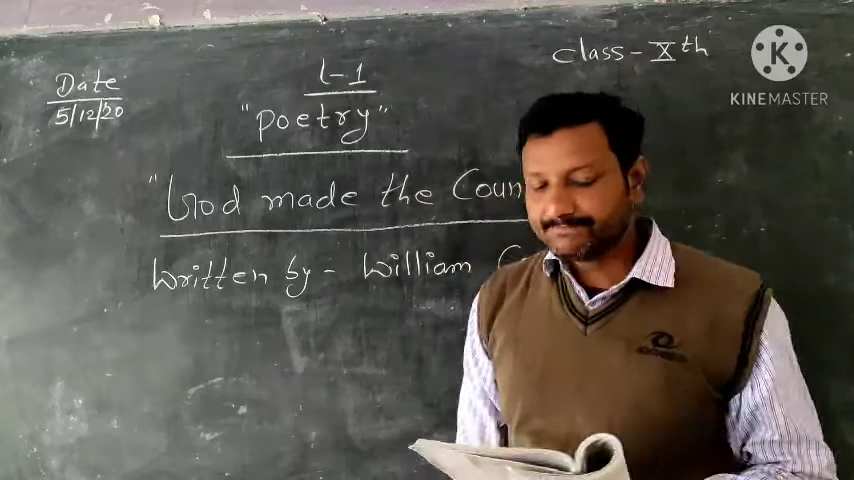 Date
5/12/20
L-1
class - Xth
"Poetry"
"God made the Coun
written by - William
K
KINEMASTER